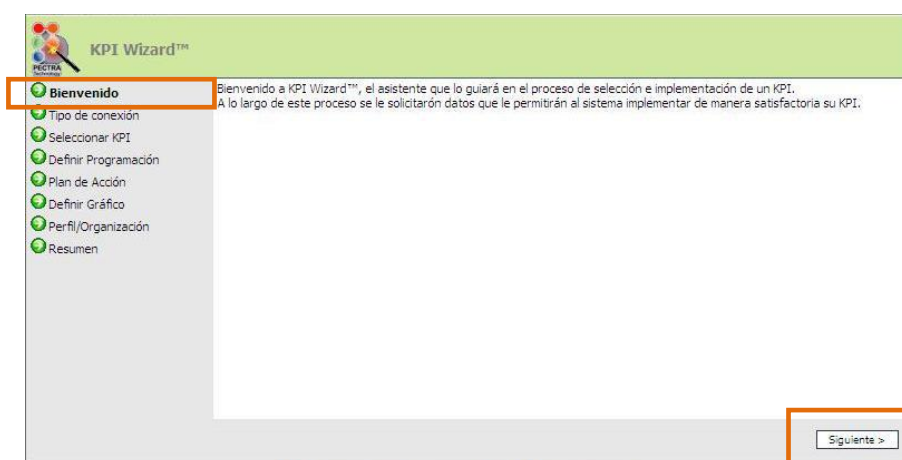 KPI Wizard™
PECTRA
Technology
Bienvenido
Tipo de conexión
Seleccionar KPI
Definir Programación
Plan de Acción
Definir Gráfico
Perfil/Organización
Resumen
Bienvenido a KPI Wizard™, el asistente que lo guiará en el proceso de selección e implementación de un KPI.
A lo largo de este proceso se le solicitarón datos que le permitirán al sistema implementar de manera satisfactoria su KPI.
Siguiente >